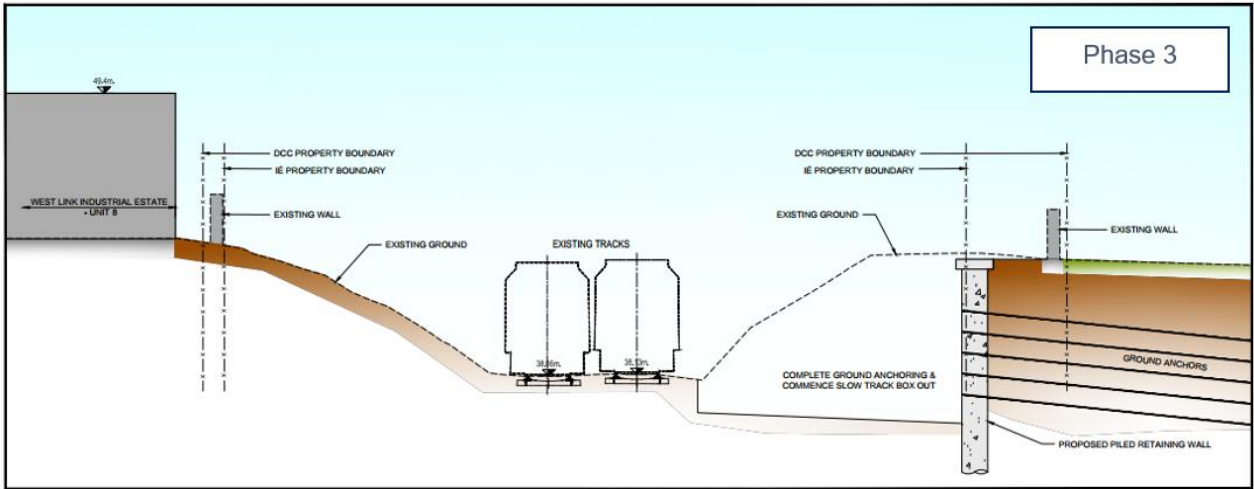 Phase 3
49.4m.
DCC PROPERTY BOUNDARY
IÉ PROPERTY BOUNDARY
WEST LINK INDUSTRIAL ESTATE
- UNIT 8
EXISTING WALL
EXISTING GROUND
EXISTING TRACKS
DCC PROPERTY BOUNDARY
IÉ PROPERTY BOUNDARY
EXISTING GROUND
EXISTING WALL
COMPLETE GROUND ANCHORING &
COMMENCE SLOW TRACK BOX OUT
GROUND ANCHORS
PROPOSED PILED RETAINING WALL